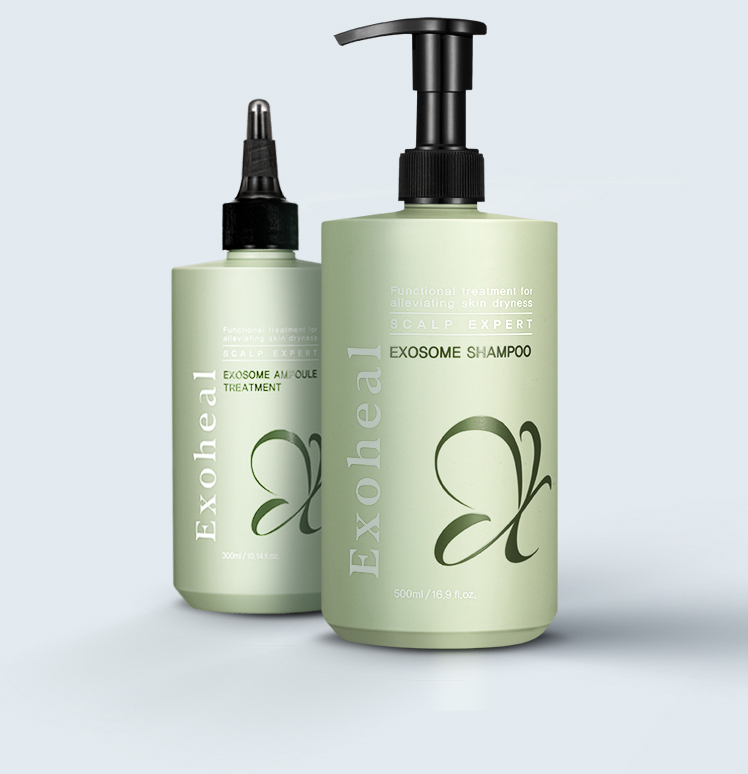 Functional treatment for
alleviating skin dryness
SCALP EXPERT
EXOSOME AMPOULE
TREATMENT
Exoheal
300ml / 10.14 fl.oz.
Functional treatment for
alleviating skin dryness
SCALP EXPERT
EXOSOME SHAMPOO
Exoheal
500ml / 16.9 fl.oz.